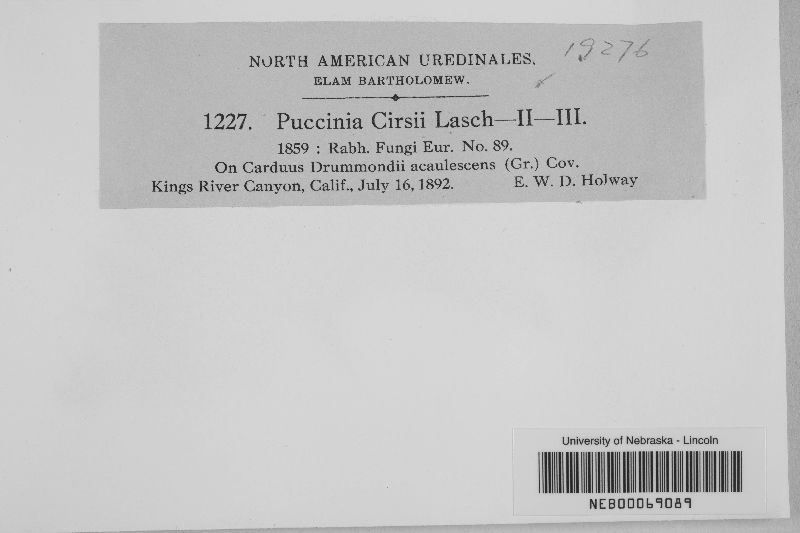 NORTH AMERICAN UREDINALES. 19276
ELAM BARTHOLOMEW.
1227. Puccinia Cirsii Lasch—II—III.
1859 : Rabh. Fungi Eur. No. 89.
On Carduus Drummondii acaulescens (Gr.) Cov.
Kings River Canyon, Calif., July 16, 1892. E. W. D. Holway
University of Nebraska - Lincoln
NEB00069089